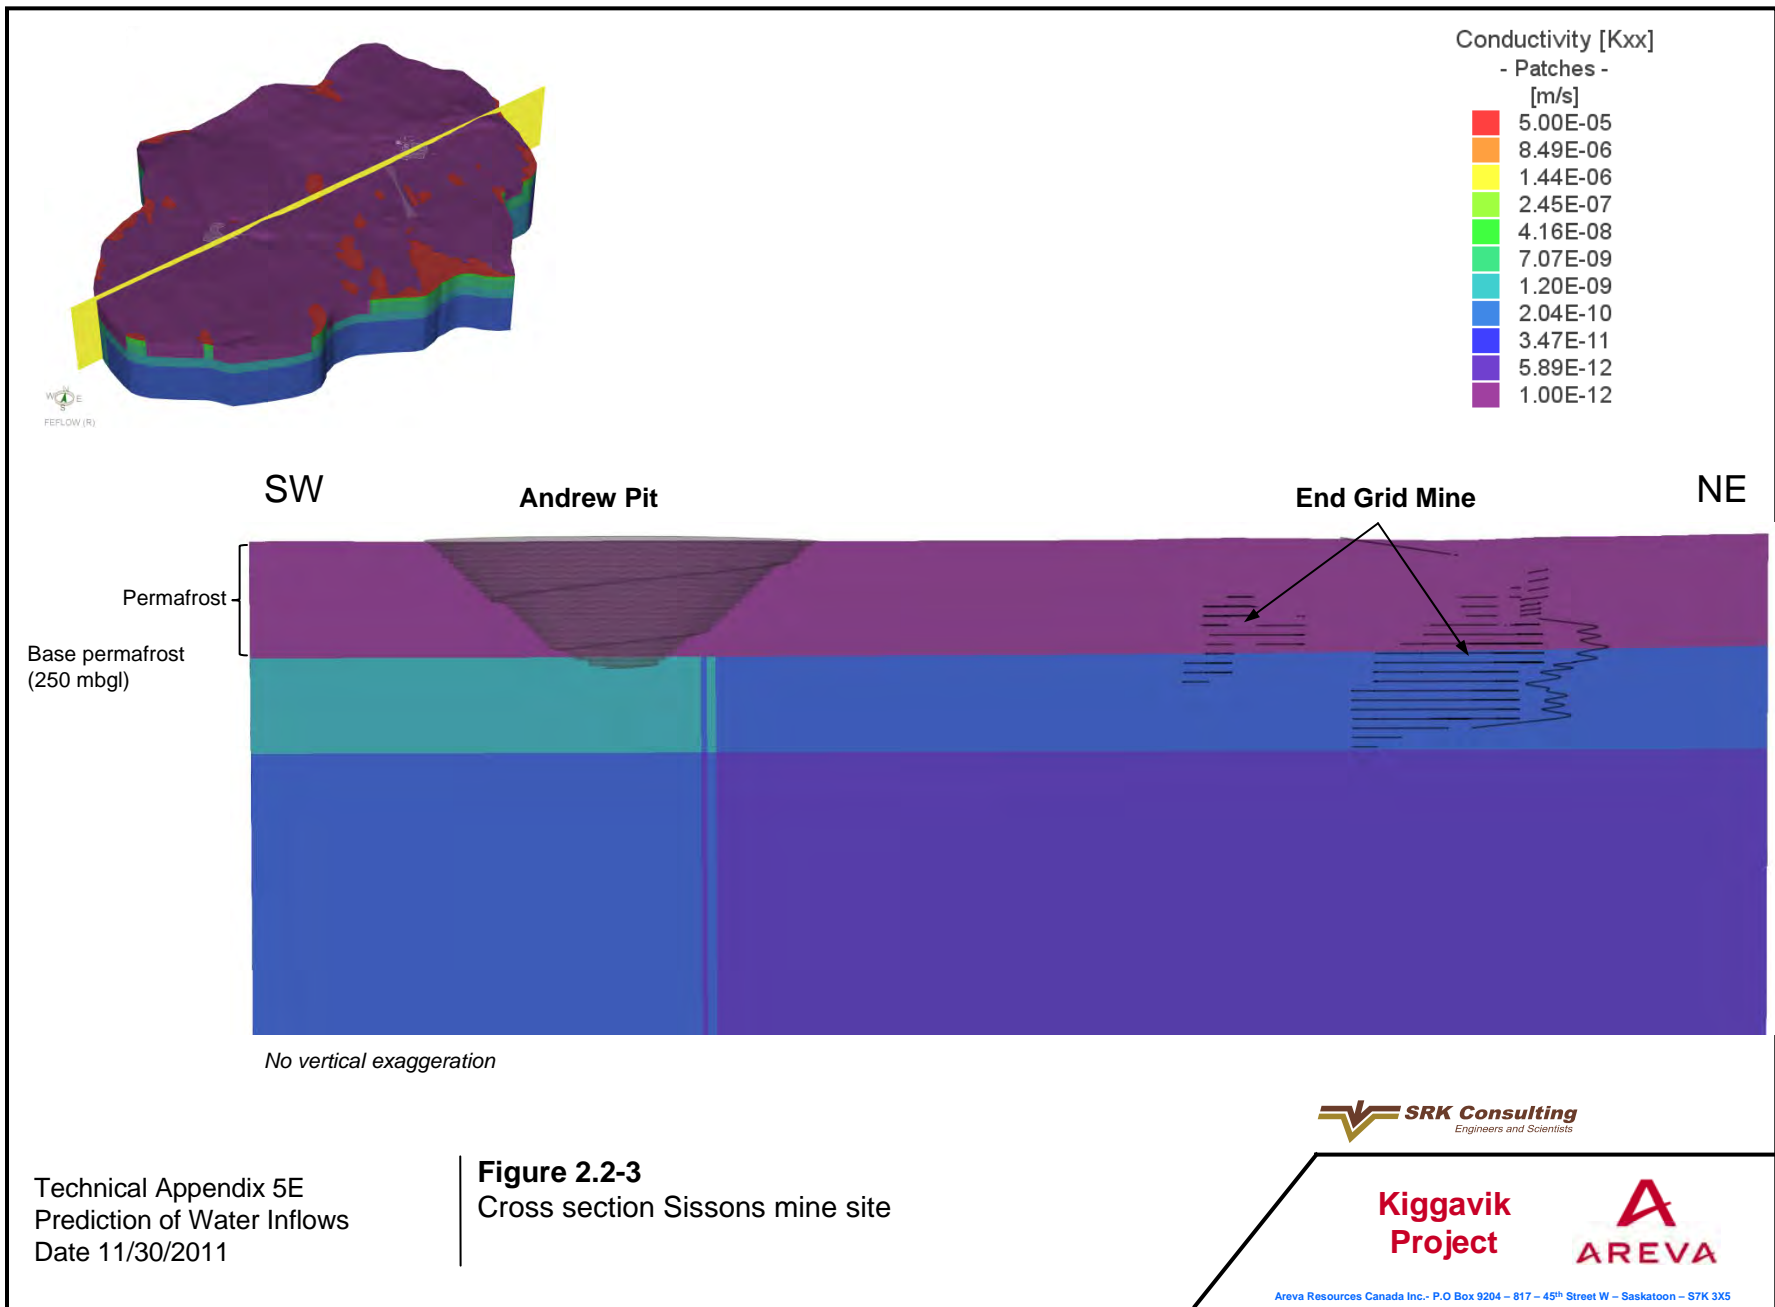 Conductivity [Kxx]
- Patches -
[m/s]
5.00E-05
8.49E-06
1.44E-06
2.45E-07
4.16E-08
7.07E-09
1.20E-09
2.04E-10
3.47E-11
5.89E-12
1.00E-12
N
W E
S
FEFLOW (R)
SW
Andrew Pit
End Grid Mine
NE
Permafrost
Base permafrost
(250 mbgl)
No vertical exaggeration
SRK Consulting
Engineers and Scientists
Technical Appendix 5E
Prediction of Water Inflows
Date 11/30/2011
Figure 2.2-3
Cross section Sissons mine site
Kiggavik
Project
AREVA
Areva Resources Canada Inc.- P.O Box 9204 – 817 – 45th Street W – Saskatoon – S7K 3X5